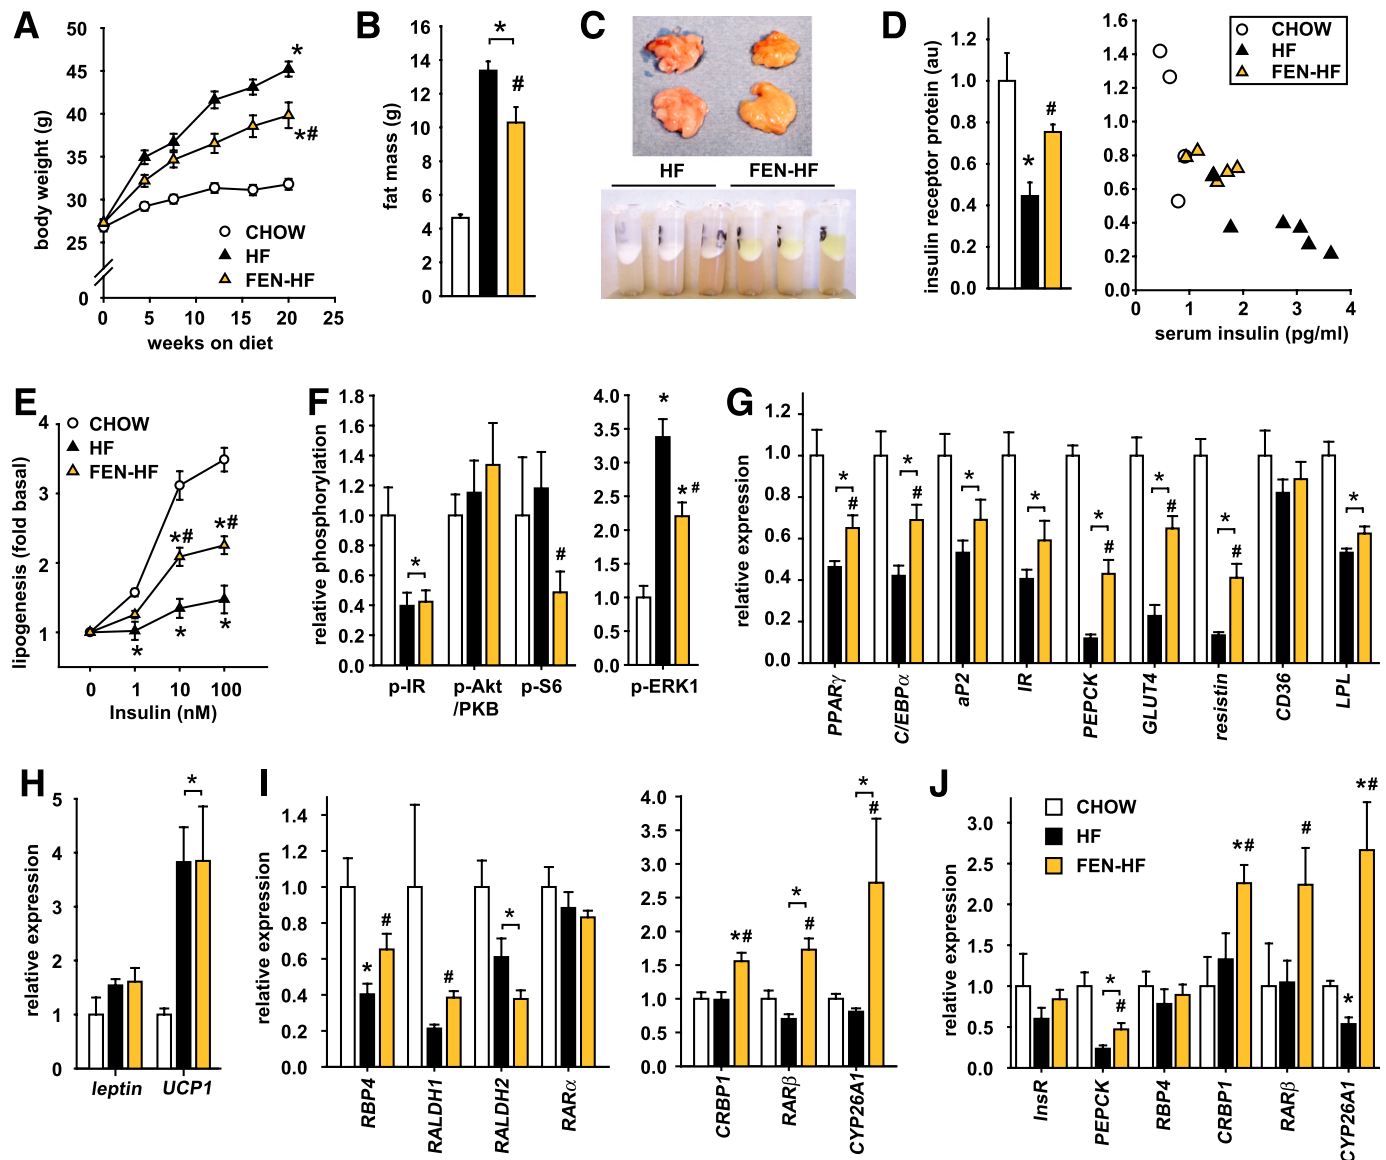 A
body weight (g)
50
45
40
35
30
25
0
*
*#
CHOW
HF
FEN-HF
0 5 10 15 20 25
weeks on diet
B
fat mass (g)
16
14
12
10
8
6
4
2
0
*
#
C
HF FEN-HF
D
insulin receptor protein (au)
1.2
1.0
0.8
0.6
0.4
0.2
0.0
*
#
1.6
1.4
1.2
1.0
0.8
0.6
0.4
0.2
0.0
CHOW
HF
FEN-HF
0 1 2 3 4
serum insulin (pg/ml)
E
lipogenesis (fold basal)
4
3
2
1
CHOW
HF
FEN-HF
*# *#
* * *
0 1 10 100
Insulin (nM)
F
relative phosphorylation
1.8
1.6
1.4
1.2
1.0
0.8
0.6
0.4
0.2
0.0
*
#
p-IR p-Akt p-S6
/PKB
4.0
3.5
3.0
2.5
2.0
1.5
1.0
0.5
0.0
*
*#
p-ERK1
G
relative expression
1.2
1.0
0.8
0.6
0.4
0.2
0.0
* * * * * * * *
# # # # #
PPARγ C/EBPα aP2 IR PEPCK GLUT4 resistin CD36 LPL
H
relative expression
5
4
3
2
1
0
*
leptin UCP1
I
relative expression
1.4
1.2
1.0
0.8
0.6
0.4
0.2
0.0
* # # *
RBP4 RALDH1 RALDH2 RARα
4.0
3.5
3.0
2.5
2.0
1.5
1.0
0.5
0.0
*# * # * #
CRBP1 RARβ CYP26A1
J
relative expression
3.0
2.5
2.0
1.5
1.0
0.5
0.0
CHOW
HF
FEN-HF
* # *# # * *#
InsR PEPCK RBP4 CRBP1 RARβ CYP26A1